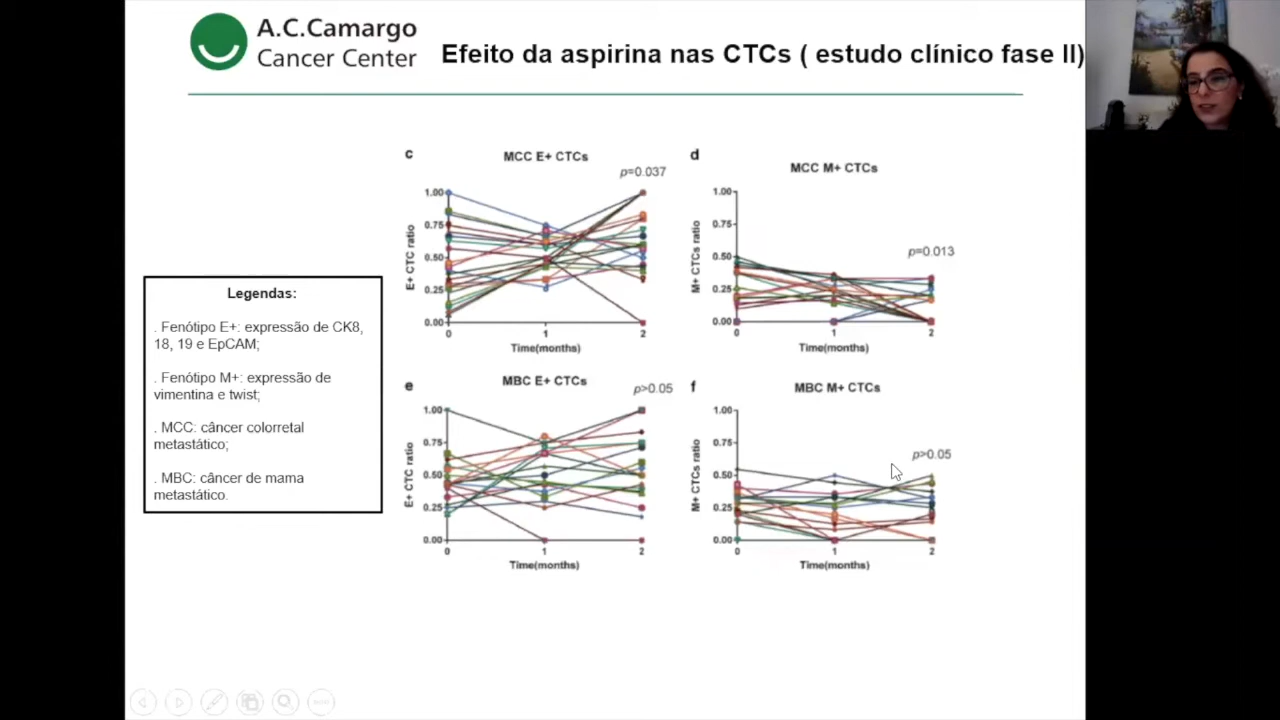 A.C.Camargo
Cancer Center
Efeito da aspirina nas CTCs ( estudo clínico fase II)
Legendas:
. Fenótipo E+: expressão de CK8,
18, 19 e EpCAM;
. Fenótipo M+: expressão de
vimentina e twist;
. MCC: câncer colorretal
metastático;
. MBC: câncer de mama
metastático.
c
MCC E+ CTCs
p=0.037
E+ CTC ratio
1.00
0.75
0.50
0.25
0.00
0 1 2
Time(months)
d
MCC M+ CTCs
p=0.013
M+ CTCs ratio
1.00
0.75
0.50
0.25
0.00
0 1 2
Time(months)
e
MBC E+ CTCs
p>0.05
E+ CTC ratio
1.00
0.75
0.50
0.25
0.00
0 1 2
Time(months)
f
MBC M+ CTCs
p>0.05
M+ CTCs ratio
1.00
0.75
0.50
0.25
0.00
0 1 2
Time(months)